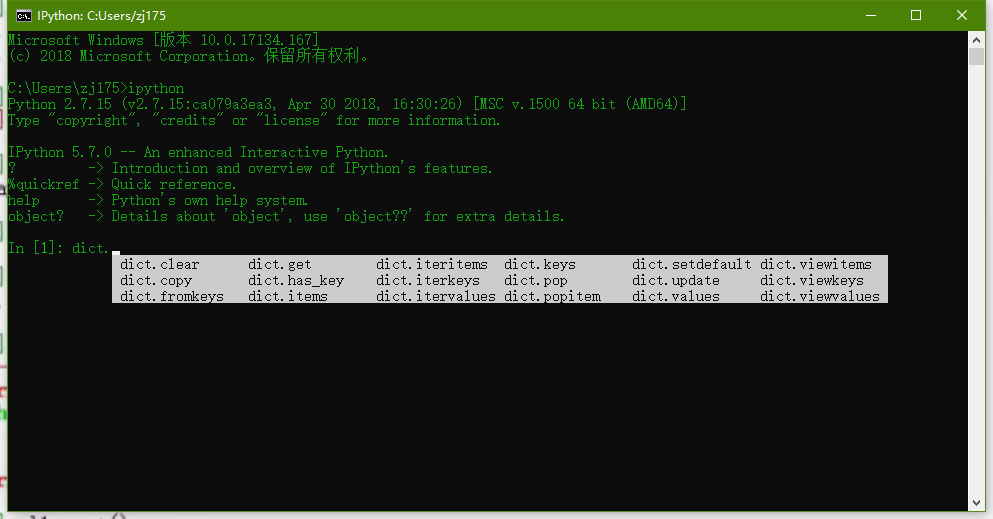 IPython: C:Users/zj175
Microsoft Windows [版本 10.0.17134.167]
(c) 2018 Microsoft Corporation。保留所有权利。
C:\Users\zj175>ipython
Python 2.7.15 (v2.7.15:ca079a3ea3, Apr 30 2018, 16:30:26) [MSC v.1500 64 bit (AMD64)]
Type "copyright", "credits" or "license" for more information.
IPython 5.7.0 -- An enhanced Interactive Python.
?         -> Introduction and overview of IPython's features.
%quickref -> Quick reference.
help      -> Python's own help system.
object?   -> Details about 'object', use 'object??' for extra details.
In [1]: dict.
dict.clear dict.get dict.iteritems dict.keys dict.setdefault dict.viewitems
dict.copy dict.has_key dict.iterkeys dict.pop dict.update dict.viewkeys
dict.fromkeys dict.items dict.itervalues dict.popitem dict.values dict.viewvalues